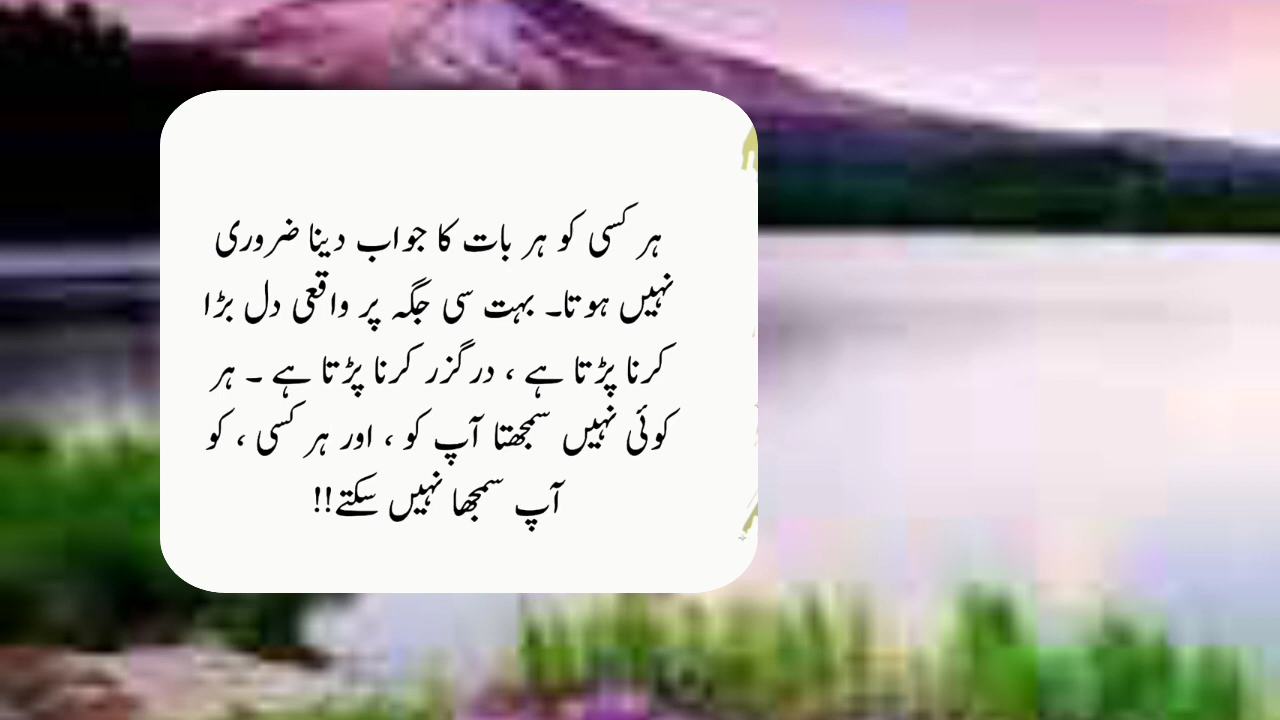 ہر کسی کو ہر بات کا جواب دینا ضروری
نہیں ہوتا۔ بہت سی جگہ پر واقعی دل بڑا
کرنا پڑتا ہے ، درگزر کرنا پڑتا ہے ۔ ہر
کوئی نہیں سمجھتا آپ کو ، اور ہر کسی ، کو
آپ سمجھا نہیں سکتے!!